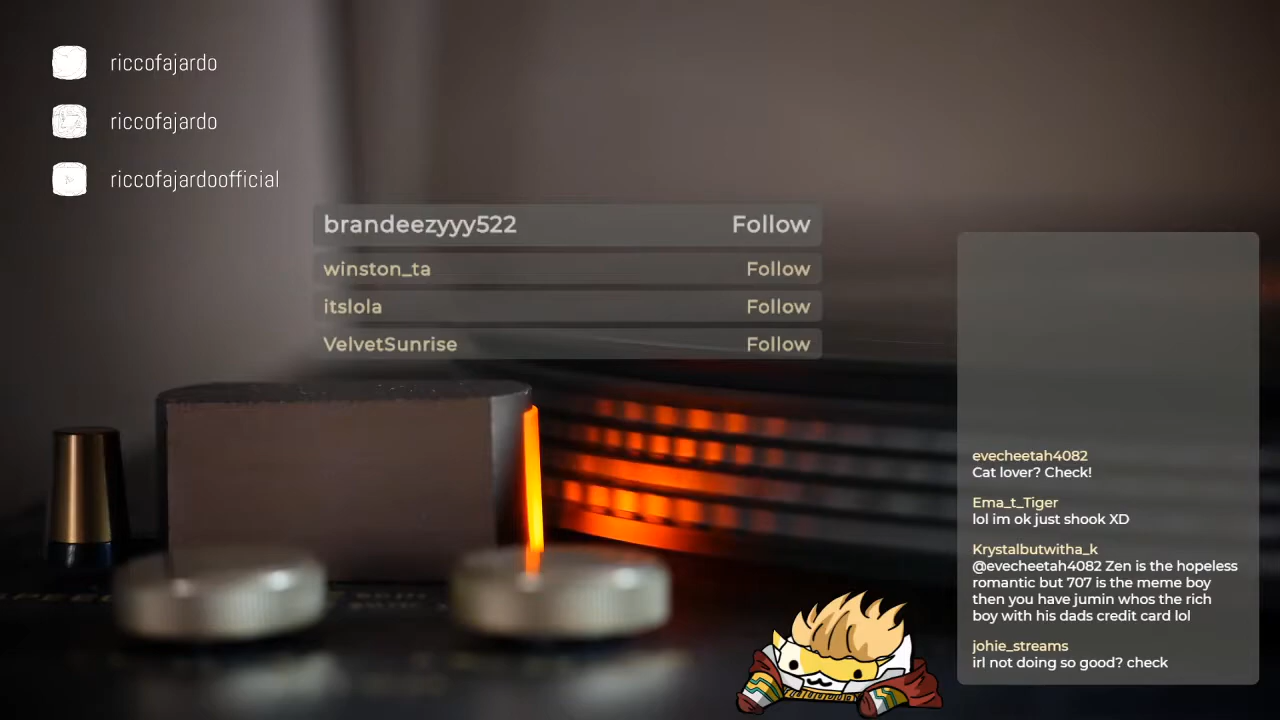 riccofajardo
riccofajardo
riccofajardoofficial
brandeezyyy522 Follow
winston_ta Follow
itslola Follow
VelvetSunrise Follow
evecheetah4082
Cat lover? Check!
Ema_t_Tiger
lol im ok just shook XD
Krystalbutwitha_k
@evecheetah4082 Zen is the hopeless
romantic but 707 is the meme boy
then you have jumin whos the rich
boy with his dads credit card lol
johie_streams
irl not doing so good? check